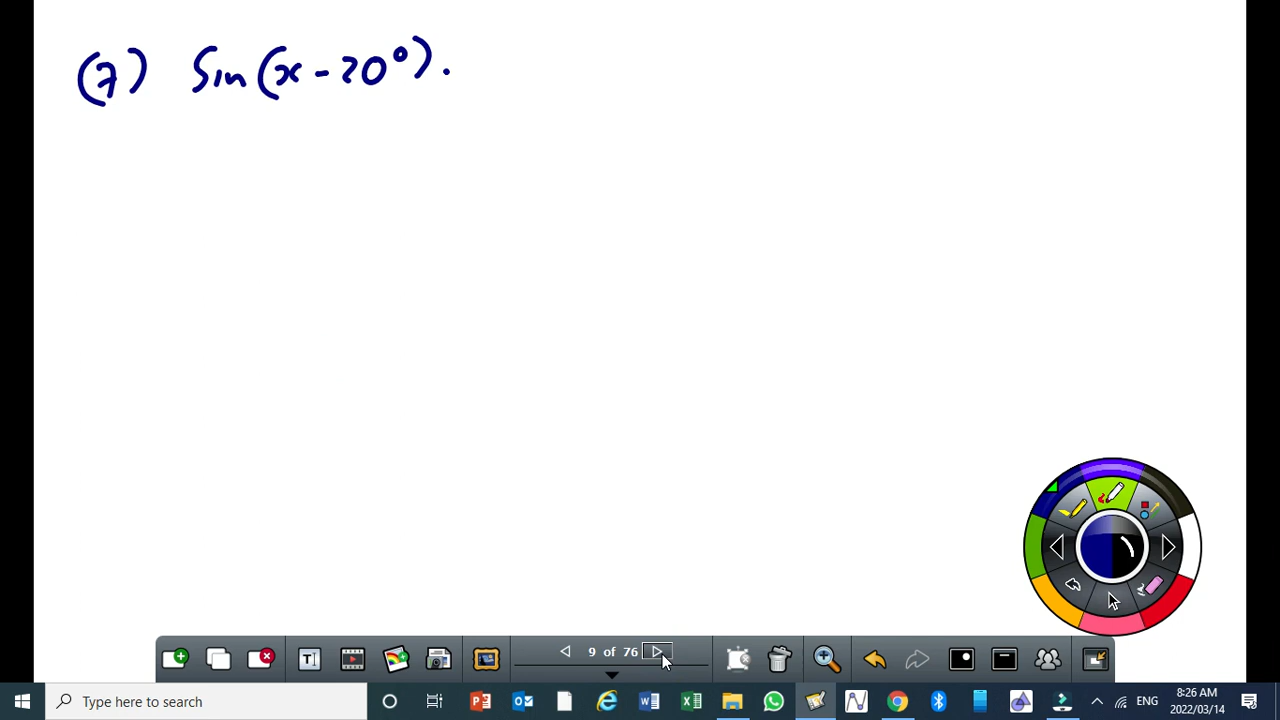 (7) Sin(x - 20°).
9 of 76
Type here to search
ENG
8:26 AM
2022/03/14